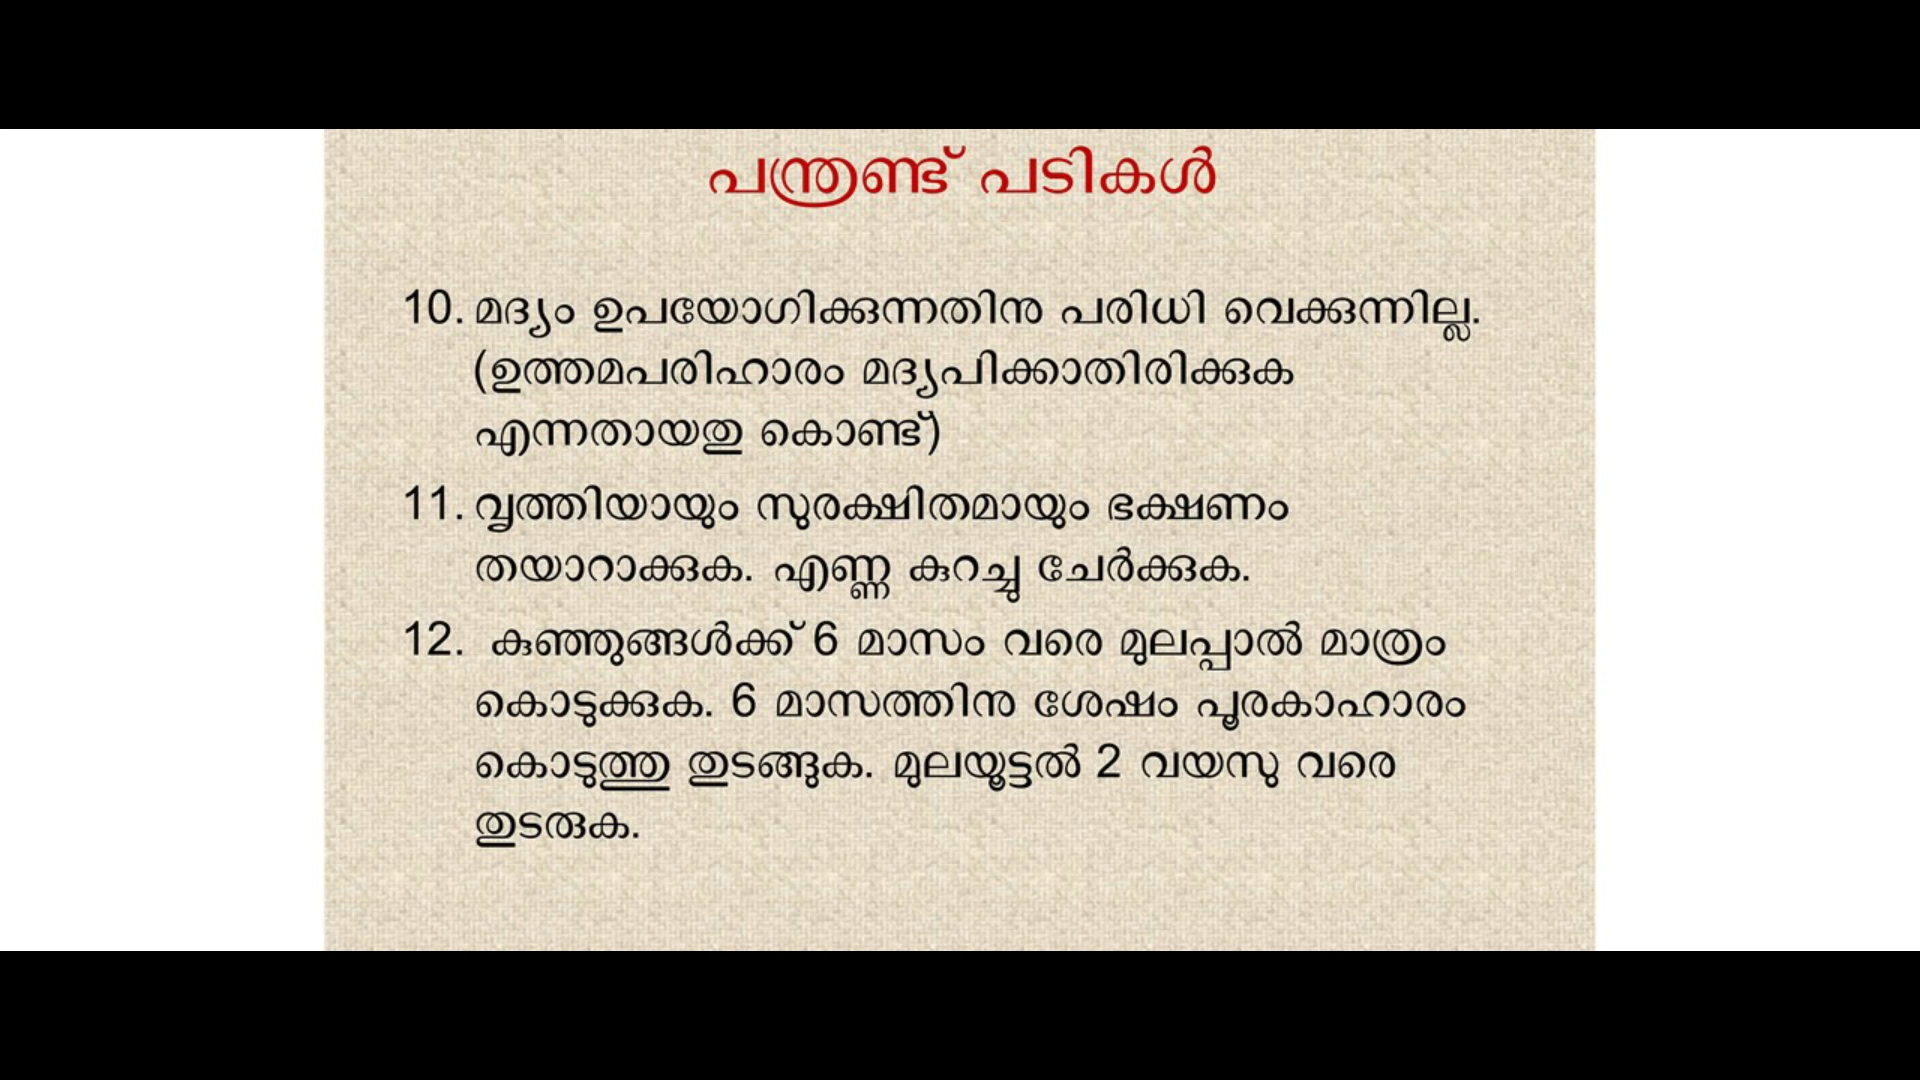 പന്ത്രണ്ട് പടികൾ
10. മദ്യം ഉപയോഗിക്കുന്നതിനു പരിധി വെക്കുന്നില്ല.
(ഉത്തമപരിഹാരം മദ്യപിക്കാതിരിക്കുക
എന്നതായതു കൊണ്ട്)
11. വൃത്തിയായും സുരക്ഷിതമായും ഭക്ഷണം
തയാറാക്കുക. എണ്ണ കുറച്ചു ചേർക്കുക.
12. കുഞ്ഞുങ്ങൾക്ക് 6 മാസം വരെ മുലപ്പാൽ മാത്രം
കൊടുക്കുക. 6 മാസത്തിനു ശേഷം പൂരകാഹാരം
കൊടുത്തു തുടങ്ങുക. മുലയൂട്ടൽ 2 വയസു വരെ
തുടരുക.